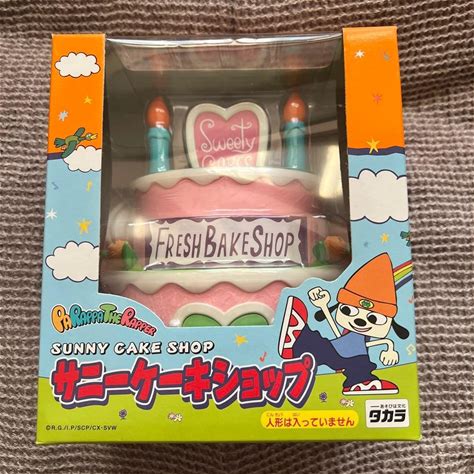 Sweety
CAKES
FRESH BAKE SHOP
PARAPPA THE RAPPER
SUNNY CAKE SHOP
サニーケーキショップ
にんぎょう はい
人形は入っていません
あそびは文化
タカラ
©R.G./I.P/SCP/CX-SVW